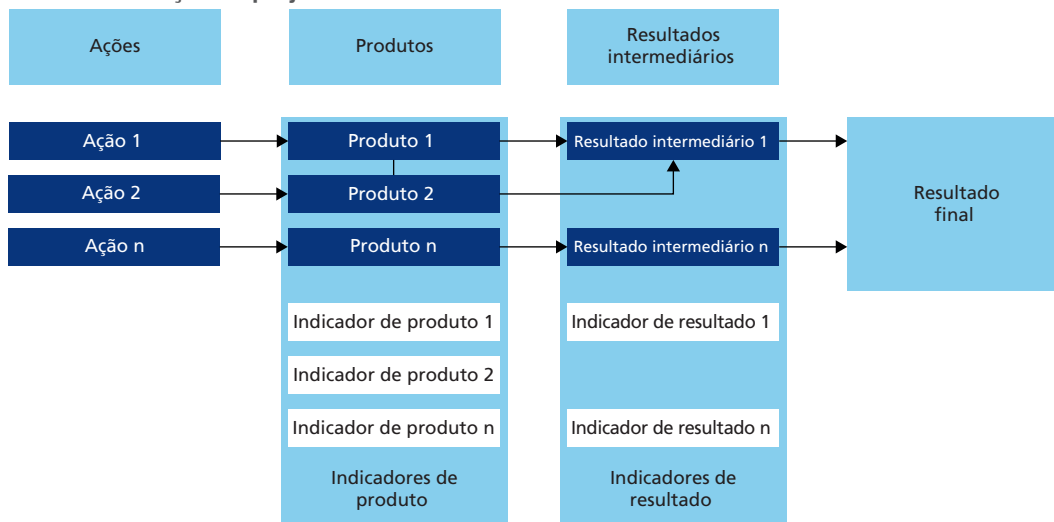 Ações
Produtos
Resultados
intermediários
Ação 1
Produto 1
Resultado intermediário 1
Ação 2
Produto 2
Resultado
final
Ação n
Produto n
Resultado intermediário n
Indicador de produto 1
Indicador de resultado 1
Indicador de produto 2
Indicador de produto n
Indicador de resultado n
Indicadores de
produto
Indicadores de
resultado